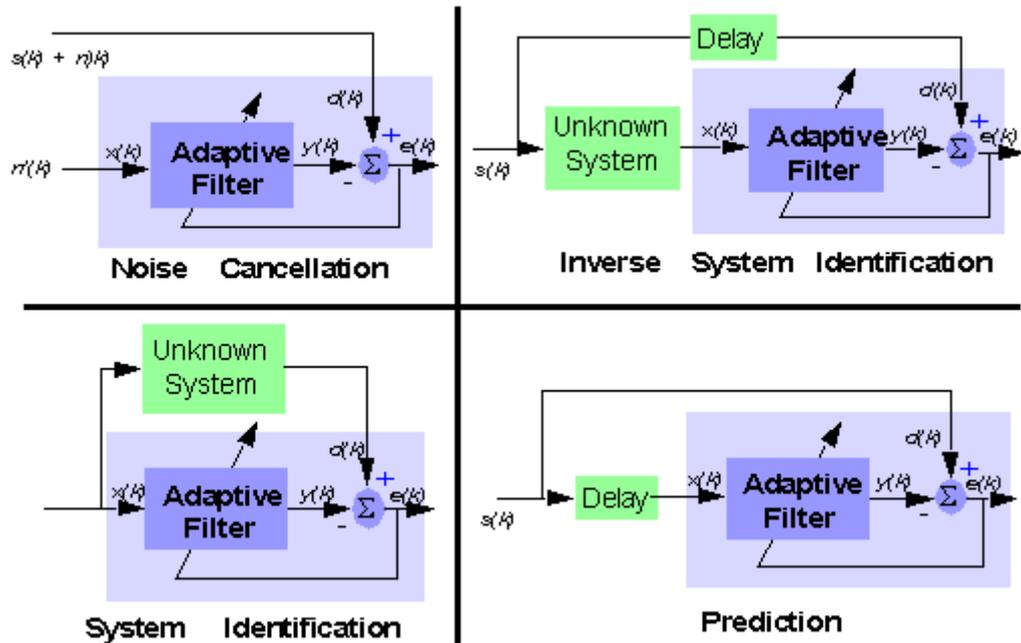 s(k) + n)k)
d(k)
+
n'(k)
x(k)
Adaptive
Filter
y(k)
-
Σ
e(k)
Noise Cancellation
Delay
s(k)
Unknown
System
x(k)
Adaptive
Filter
d(k)
+
y(k)
-
Σ
e(k)
Inverse System Identification
Unknown
System
d(k)
+
x(k)
Adaptive
Filter
y(k)
-
Σ
e(k)
System Identification
s(k)
Delay
x(k)
Adaptive
Filter
d(k)
+
y(k)
-
Σ
e(k)
Prediction